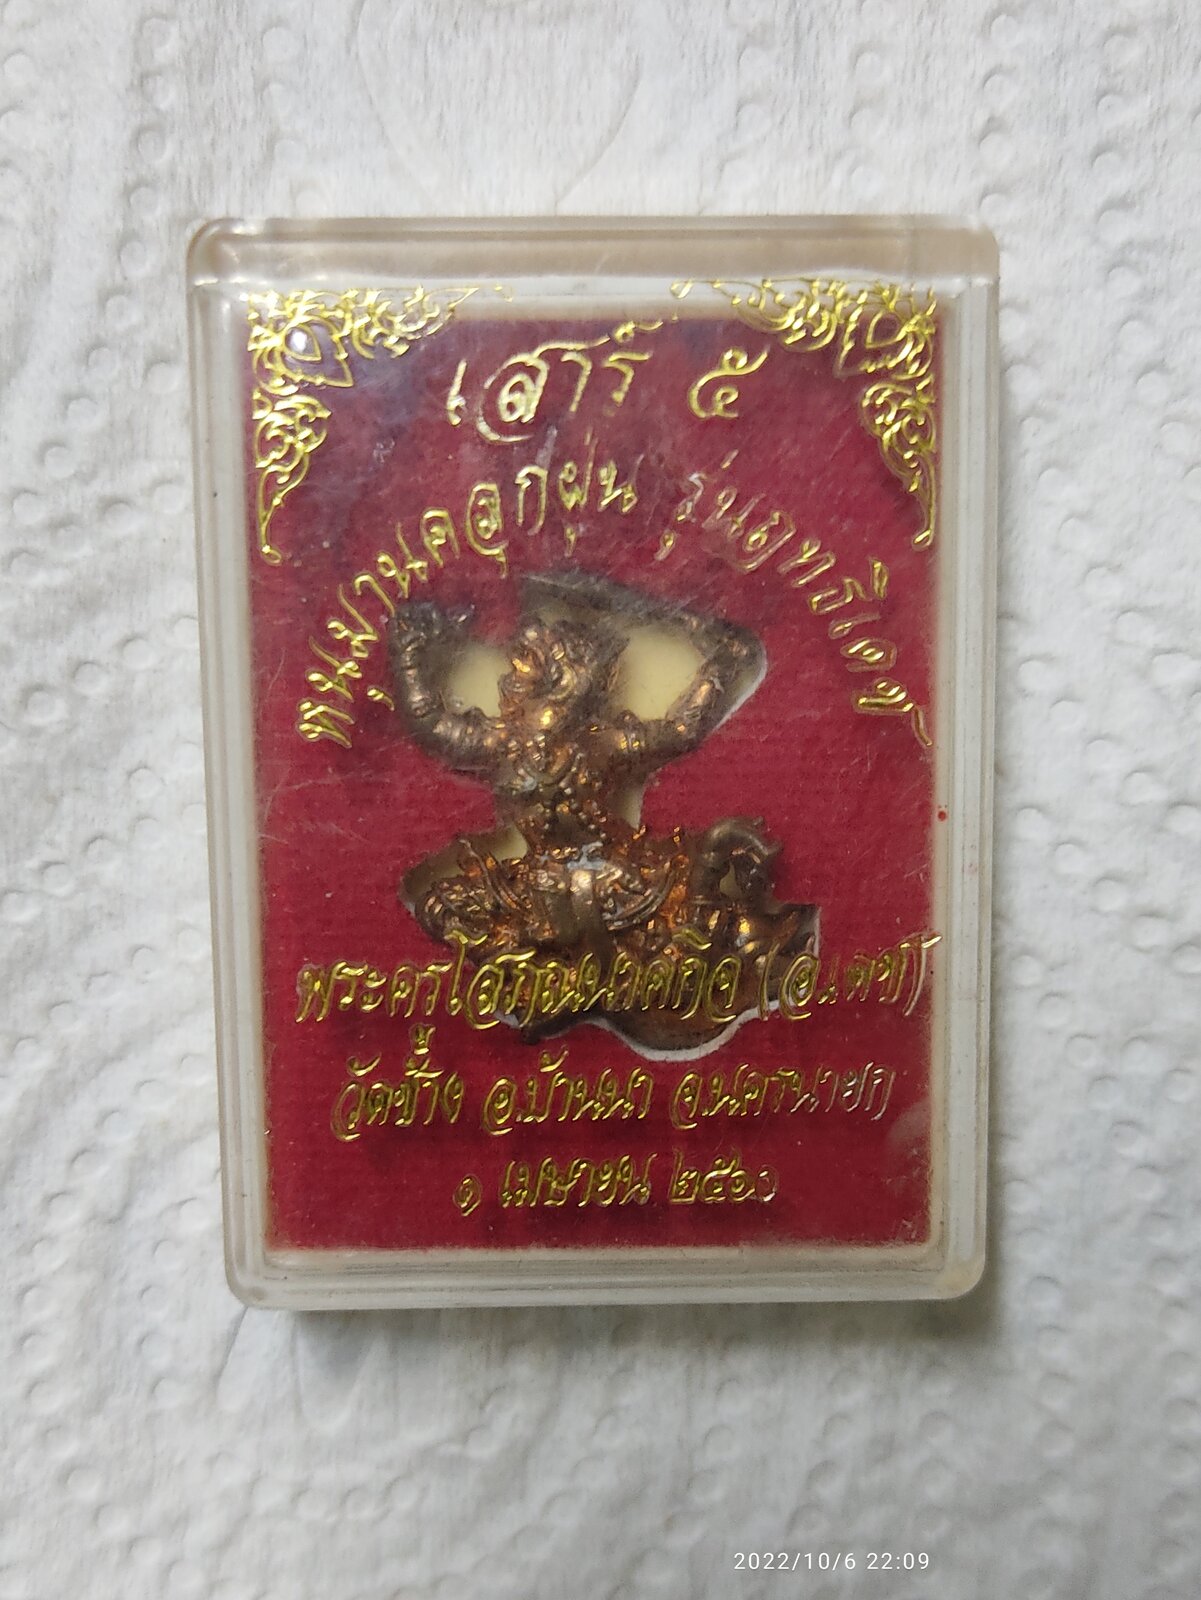 เสาร์ ๕
หนุมานคลุกฝุ่น รุ่นฤทธิเดช
พระครูโสภณนาคกิจ (อ.เดช)
วัดช้าง อ.บ้านนา จ.นครนายก
๑ เมษายน ๒๕๖๐
2022/10/6 22:09